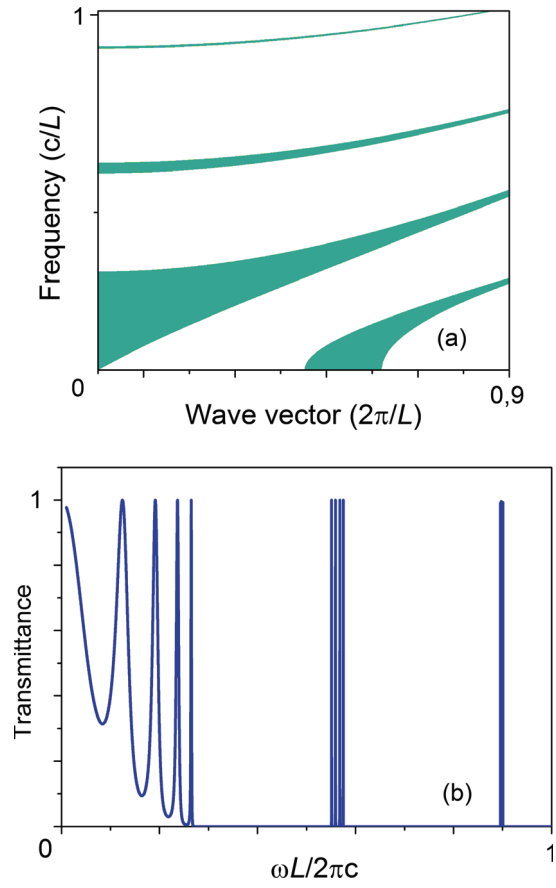 1
Frequency (c/L)
(a)
0
0,9
Wave vector (2π/L)
1
Transmittance
(b)
0
1
ωL/2πc